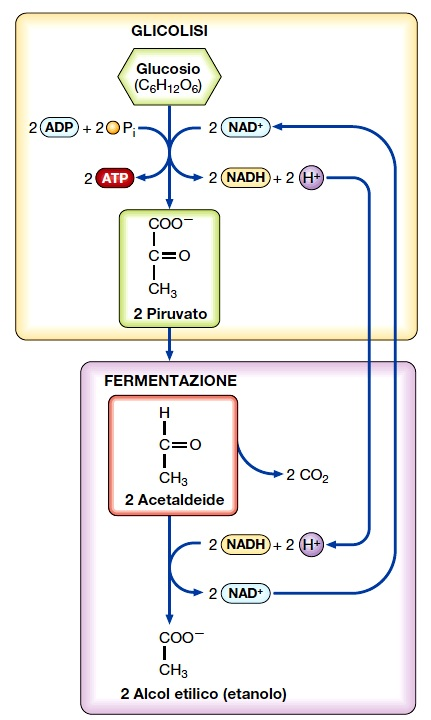 GLICOLISI
Glucosio
(C6H12O6)
2 ADP + 2 Pi
2 NAD+
2 ATP
2 NADH + 2 H+
COO−
C=O
CH3
2 Piruvato
FERMENTAZIONE
H
C=O
CH3
2 Acetaldeide
2 CO2
2 NADH + 2 H+
2 NAD+
COO−
CH3
2 Alcol etilico (etanolo)